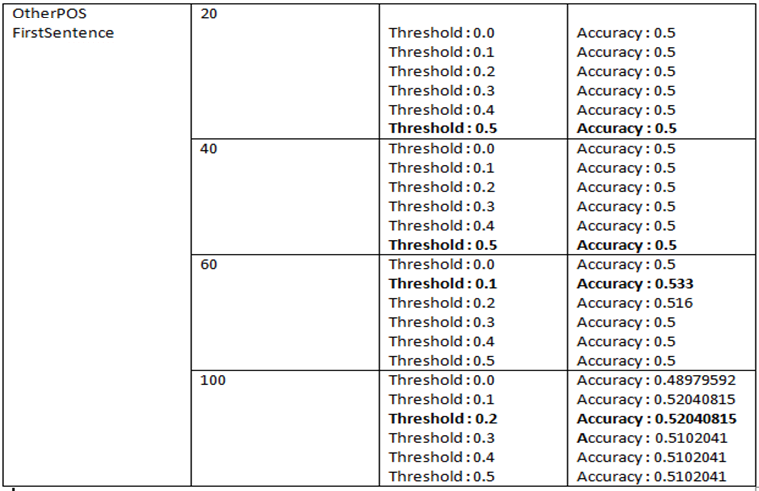 OtherPOS 20
FirstSentence Threshold:0.0 Accuracy:0.5
Threshold:0.1 Accuracy:0.5
Threshold:0.2 Accuracy:0.5
Threshold:0.3 Accuracy:0.5
Threshold:0.4 Accuracy:0.5
Threshold:0.5 Accuracy:0.5
40 Threshold:0.0 Accuracy:0.5
Threshold:0.1 Accuracy:0.5
Threshold:0.2 Accuracy:0.5
Threshold:0.3 Accuracy:0.5
Threshold:0.4 Accuracy:0.5
Threshold:0.5 Accuracy:0.5
60 Threshold:0.0 Accuracy:0.5
Threshold:0.1 Accuracy:0.533
Threshold:0.2 Accuracy:0.516
Threshold:0.3 Accuracy:0.5
Threshold:0.4 Accuracy:0.5
Threshold:0.5 Accuracy:0.5
100 Threshold:0.0 Accuracy:0.48979592
Threshold:0.1 Accuracy:0.52040815
Threshold:0.2 Accuracy:0.52040815
Threshold:0.3 Accuracy:0.5102041
Threshold:0.4 Accuracy:0.5102041
Threshold:0.5 Accuracy:0.5102041